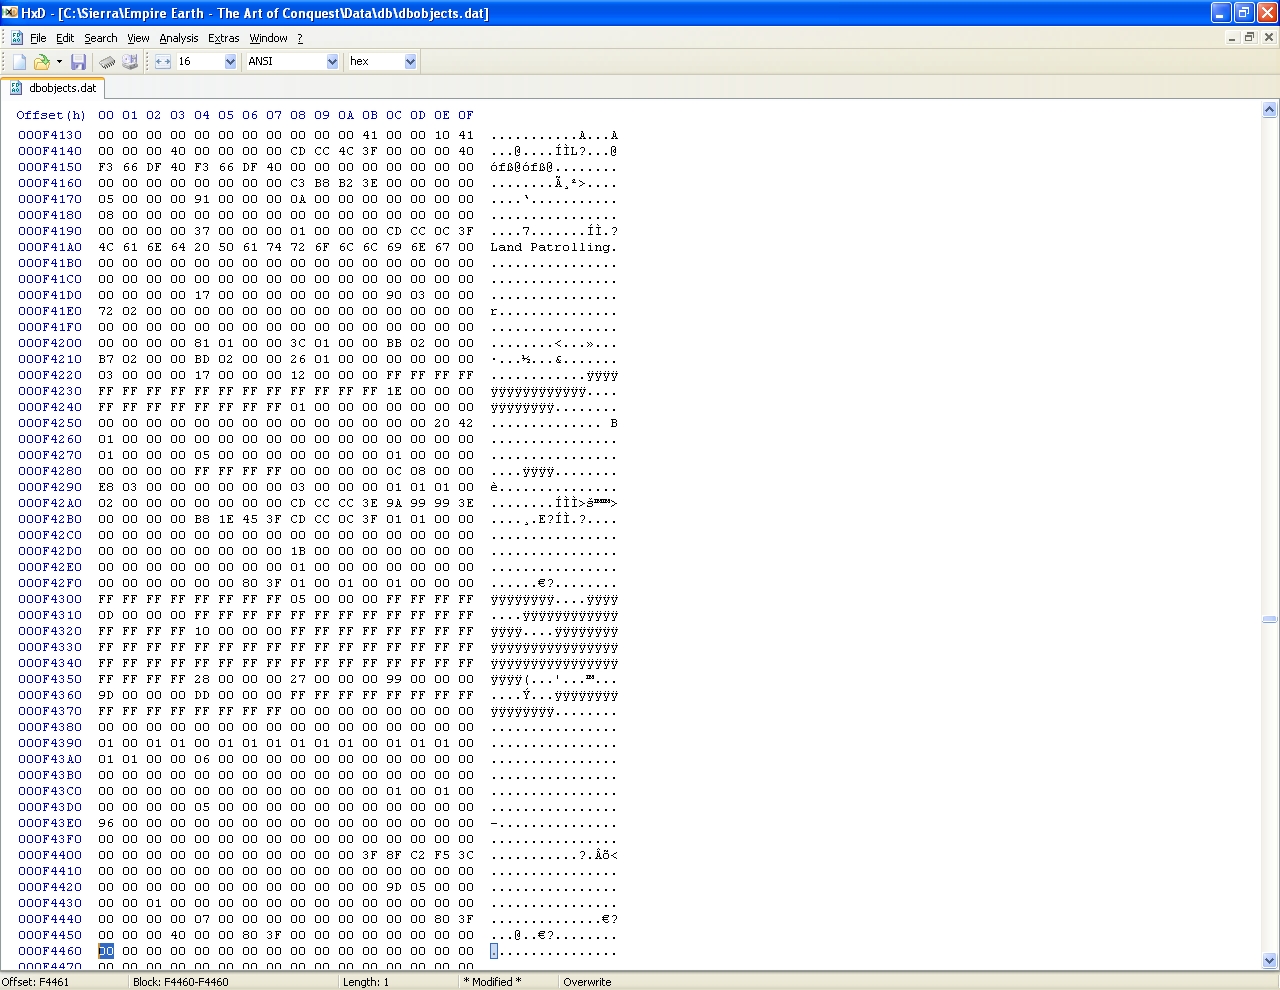 HxD - [C:\Sierra\Empire Earth - The Art of Conquest\Data\db\dbobjects.dat]
File Edit Search View Analysis Extras Window ?
16 ANSI hex
dbobjects.dat
Offset(h) 00 01 02 03 04 05 06 07 08 09 0A 0B 0C 0D 0E 0F
000F4130 00 00 00 00 00 00 00 00 00 00 00 41 00 00 10 41 ...........A...A
000F4140 00 00 00 40 00 00 00 00 CD CC 4C 3F 00 00 00 40 ...@....ÍÌL?...@
000F4150 F3 66 DF 40 F3 66 DF 40 00 00 00 00 00 00 00 00 ófß@ófß@........
000F4160 00 00 00 00 00 00 00 00 C3 B8 B2 3E 00 00 00 00 ........Ã¸²>....
000F4170 05 00 00 00 91 00 00 00 0A 00 00 00 00 00 00 00 ....‘...........
000F4180 08 00 00 00 00 00 00 00 00 00 00 00 00 00 00 00 ................
000F4190 00 00 00 00 37 00 00 00 01 00 00 00 CD CC 0C 3F ....7.......ÍÌ.?
000F41A0 4C 61 6E 64 20 50 61 74 72 6F 6C 6C 69 6E 67 00 Land Patrolling.
000F41B0 00 00 00 00 00 00 00 00 00 00 00 00 00 00 00 00 ................
000F41C0 00 00 00 00 00 00 00 00 00 00 00 00 00 00 00 00 ................
000F41D0 00 00 00 00 17 00 00 00 00 00 00 00 90 03 00 00 ................
000F41E0 72 02 00 00 00 00 00 00 00 00 00 00 00 00 00 00 r...............
000F41F0 00 00 00 00 00 00 00 00 00 00 00 00 00 00 00 00 ................
000F4200 00 00 00 00 81 01 00 00 3C 01 00 00 BB 02 00 00 ........<...»...
000F4210 B7 02 00 00 BD 02 00 00 26 01 00 00 00 00 00 00 ·...½...&.......
000F4220 03 00 00 00 17 00 00 00 12 00 00 00 FF FF FF FF ............ÿÿÿÿ
000F4230 FF FF FF FF FF FF FF FF FF FF FF FF 1E 00 00 00 ÿÿÿÿÿÿÿÿÿÿÿÿ....
000F4240 FF FF FF FF FF FF FF FF 01 00 00 00 00 00 00 00 ÿÿÿÿÿÿÿÿ........
000F4250 00 00 00 00 00 00 00 00 00 00 00 00 00 00 20 42 .............. B
000F4260 01 00 00 00 00 00 00 00 00 00 00 00 00 00 00 00 ................
000F4270 01 00 00 00 05 00 00 00 00 00 00 00 01 00 00 00 ................
000F4280 00 00 00 00 FF FF FF FF 00 00 00 00 0C 08 00 00 ....ÿÿÿÿ........
000F4290 E8 03 00 00 00 00 00 00 03 00 00 00 01 01 01 00 è...............
000F42A0 02 00 00 00 00 00 00 00 CD CC CC 3E 9A 99 99 3E ........ÍÌÌ>š™™>
000F42B0 00 00 00 00 B8 1E 45 3F CD CC 0C 3F 01 01 00 00 ....¸.E?ÍÌ.?....
000F42C0 00 00 00 00 00 00 00 00 00 00 00 00 00 00 00 00 ................
000F42D0 00 00 00 00 00 00 00 00 1B 00 00 00 00 00 00 00 ................
000F42E0 00 00 00 00 00 00 00 00 01 00 00 00 00 00 00 00 ................
000F42F0 00 00 00 00 00 00 80 3F 01 00 01 00 01 00 00 00 ......€?........
000F4300 FF FF FF FF FF FF FF FF 05 00 00 00 FF FF FF FF ÿÿÿÿÿÿÿÿ....ÿÿÿÿ
000F4310 0D 00 00 00 FF FF FF FF FF FF FF FF FF FF FF FF ....ÿÿÿÿÿÿÿÿÿÿÿÿ
000F4320 FF FF FF FF 10 00 00 00 FF FF FF FF FF FF FF FF ÿÿÿÿ....ÿÿÿÿÿÿÿÿ
000F4330 FF FF FF FF FF FF FF FF FF FF FF FF FF FF FF FF ÿÿÿÿÿÿÿÿÿÿÿÿÿÿÿÿ
000F4340 FF FF FF FF FF FF FF FF FF FF FF FF FF FF FF FF ÿÿÿÿÿÿÿÿÿÿÿÿÿÿÿÿ
000F4350 FF FF FF FF 28 00 00 00 27 00 00 00 99 00 00 00 ÿÿÿÿ(...'...™...
000F4360 9D 00 00 00 DD 00 00 00 FF FF FF FF FF FF FF FF ....Ý...ÿÿÿÿÿÿÿÿ
000F4370 FF FF FF FF FF FF FF FF 00 00 00 00 00 00 00 00 ÿÿÿÿÿÿÿÿ........
000F4380 00 00 00 00 00 00 00 00 00 00 00 00 00 00 00 00 ................
000F4390 01 00 01 01 00 01 01 01 01 01 01 00 01 01 01 00 ................
000F43A0 01 01 00 00 06 00 00 00 00 00 00 00 00 00 00 00 ................
000F43B0 00 00 00 00 00 00 00 00 00 00 00 00 00 00 00 00 ................
000F43C0 00 00 00 00 00 00 00 00 00 00 00 00 01 00 01 00 ................
000F43D0 00 00 00 00 05 00 00 00 00 00 00 00 00 00 00 00 ................
000F43E0 96 00 00 00 00 00 00 00 00 00 00 00 00 00 00 00 –...............
000F43F0 00 00 00 00 00 00 00 00 00 00 00 00 00 00 00 00 ................
000F4400 00 00 00 00 00 00 00 00 00 00 00 3F 8F C2 F5 3C ...........?.Âõ<
000F4410 00 00 00 00 00 00 00 00 00 00 00 00 00 00 00 00 ................
000F4420 00 00 00 00 00 00 00 00 00 00 00 00 9D 05 00 00 ................
000F4430 00 00 01 00 00 00 00 00 00 00 00 00 00 00 00 00 ................
000F4440 00 00 00 00 07 00 00 00 00 00 00 00 00 00 80 3F ..............€?
000F4450 00 00 00 40 00 00 80 3F 00 00 00 00 00 00 00 00 ...@..€?........
000F4460 00 00 00 00 00 00 00 00 00 00 00 00 00 00 00 00 ................
000F4470 00 00 00 00 00 00 00 00 00 00 00 00 00 00 00 00 ................
Offset: F4461 Block: F4460-F4460 Length: 1 * Modified * Overwrite